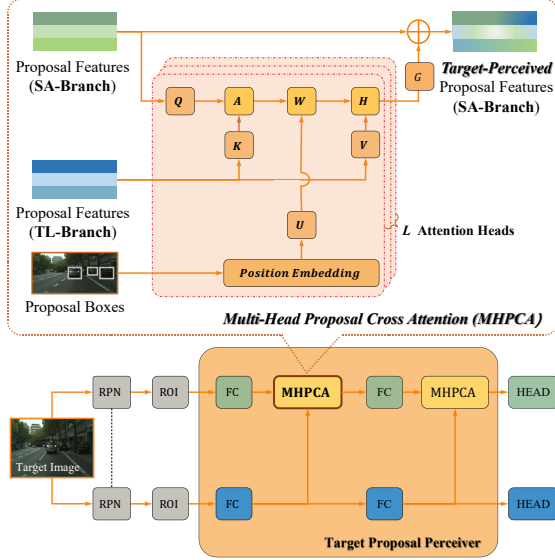 Proposal Features
(SA-Branch)
Target-Perceived
Proposal Features
(SA-Branch)
G
Q
A
W
H
K
V
Proposal Features
(TL-Branch)
U
L Attention Heads
Position Embedding
Proposal Boxes
Multi-Head Proposal Cross Attention (MHPCA)
RPN
ROI
FC
MHPCA
FC
MHPCA
HEAD
Target Image
RPN
ROI
FC
FC
HEAD
Target Proposal Perceiver